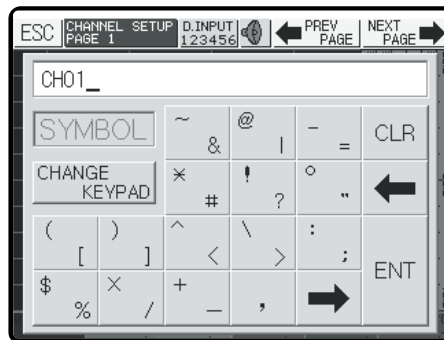 ESC CHANNEL SETUP D.INPUT PREV NEXT
PAGE 1 123456 PAGE PAGE
CH01_
SYMBOL ~ & @ | - = CLR
CHANGE KEYPAD * # ! ? ° " ←
( [ ) ] ^ < \ > : ;
ENT
$ % × / + _ , →